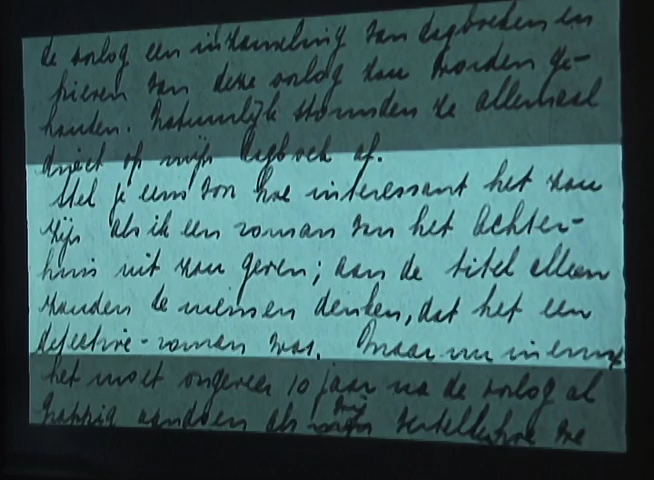 de oorlog een inzameling van dagboeken en
brieven van deze oorlog zou worden ge-
houden. Natuurlijk stormden ze allemaal
direct op mijn dagboek af.
Stel je eens voor hoe interessant het zou
zijn als ik een roman van het Achter-
huis uit zou geven; aan de titel alleen
zouden de mensen denken, dat het een
detective-roman was. Maar nu in ernst
het moet ongeveer 10 jaar na de oorlog al
grappig aandoen als wij vertellen hoe we